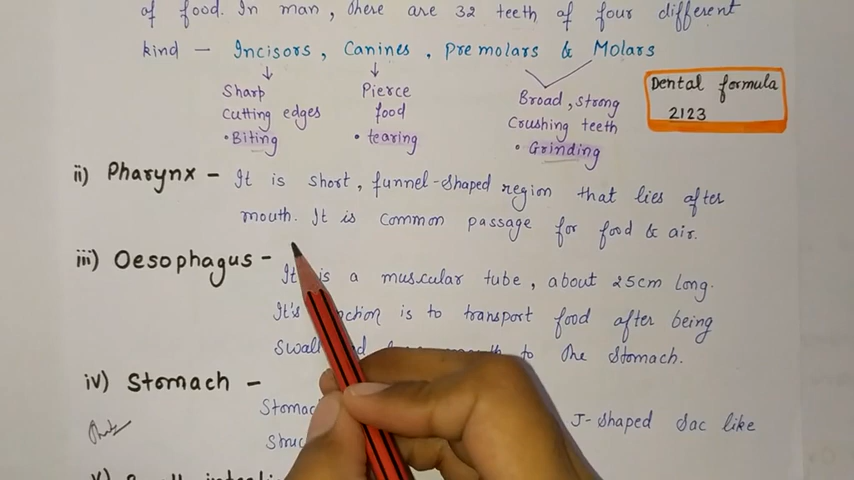 of food. In man, there are 32 teeth of four different
kind - Incisors, Canines, Premolars & Molars
Sharp
Cutting edges
• Biting
Pierce
food
• tearing
Broad, strong
Crushing teeth
• Grinding
Dental formula
2123
ii) Pharynx - It is short, funnel-shaped region that lies after
mouth. It is common passage for food & air.
iii) Oesophagus -
It is a muscular tube, about 25cm long.
It's is to transport food after being
to the stomach.
iv) Stomach -
J-shaped sac like